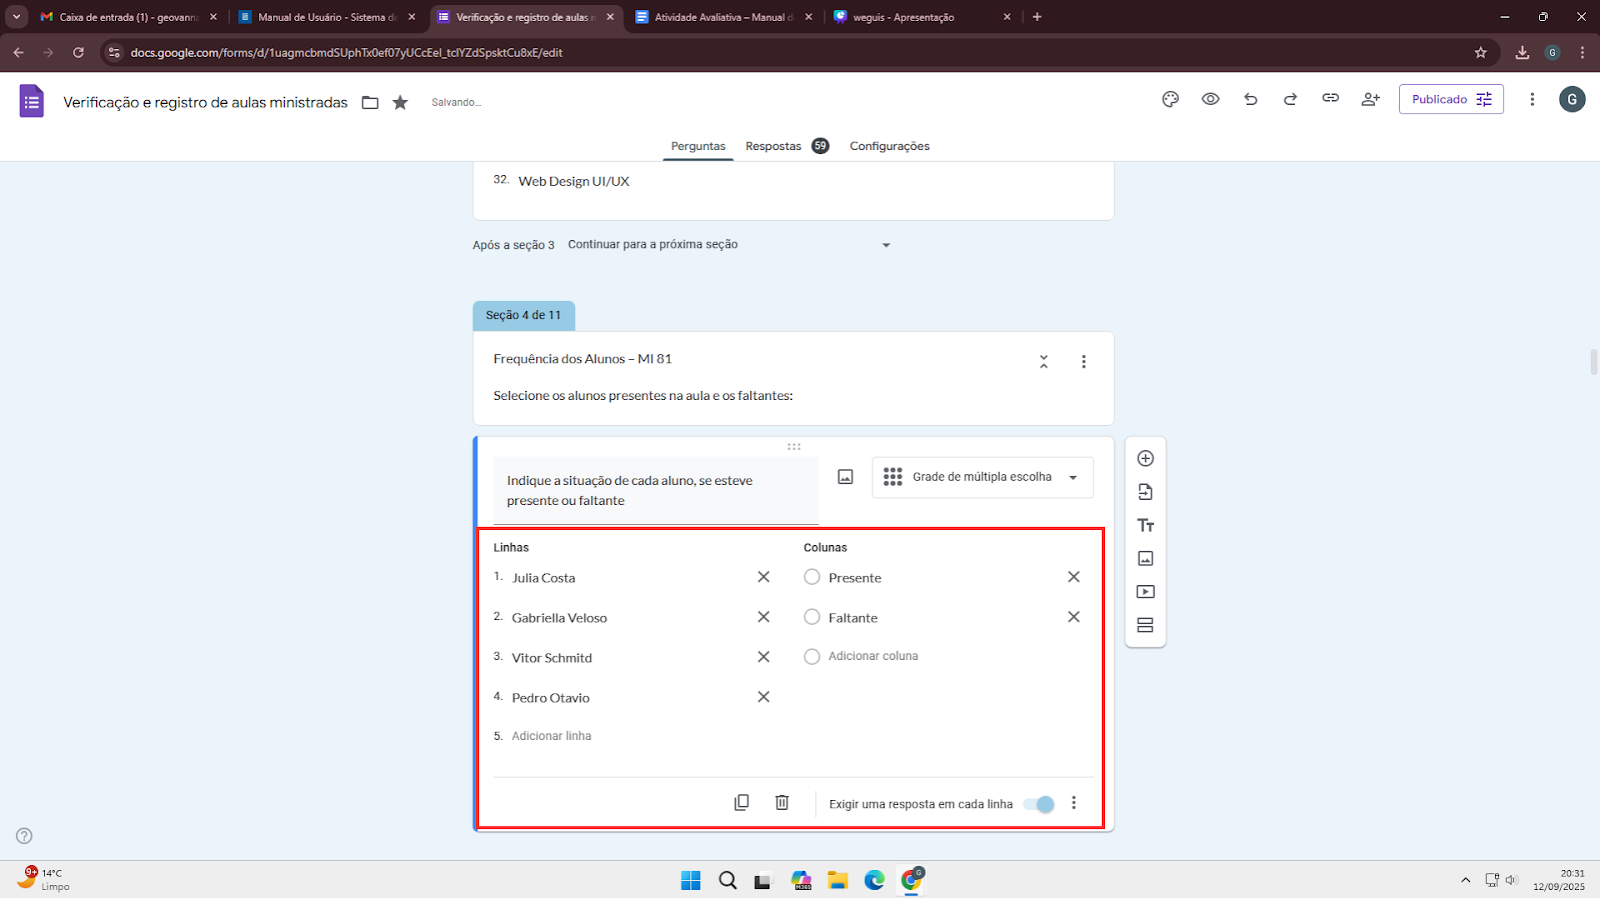 Caixa de entrada (1) - geovanna
Manual de Usuário - Sistema de
Verificação e registro de aulas m
Atividade Avaliativa – Manual d
weguis - Apresentação
docs.google.com/forms/d/1uagmcbmdSUphTx0ef07yUCcEel_tclYZdSpsktCu8xE/edit
G
Verificação e registro de aulas ministradas
Salvando...
Publicado
G
Perguntas
Respostas
59
Configurações
32. Web Design UI/UX
Após a seção 3 Continuar para a próxima seção
Seção 4 de 11
Frequência dos Alunos – MI 81
Selecione os alunos presentes na aula e os faltantes:
Indique a situação de cada aluno, se esteve
presente ou faltante
Grade de múltipla escolha
Linhas
Colunas
1. Julia Costa
Presente
2. Gabriella Veloso
Faltante
3. Vitor Schmitd
Adicionar coluna
4. Pedro Otavio
5. Adicionar linha
Exigir uma resposta em cada linha
Tт
9+
14°C
Limpo
M365
G
20:31
12/09/2025